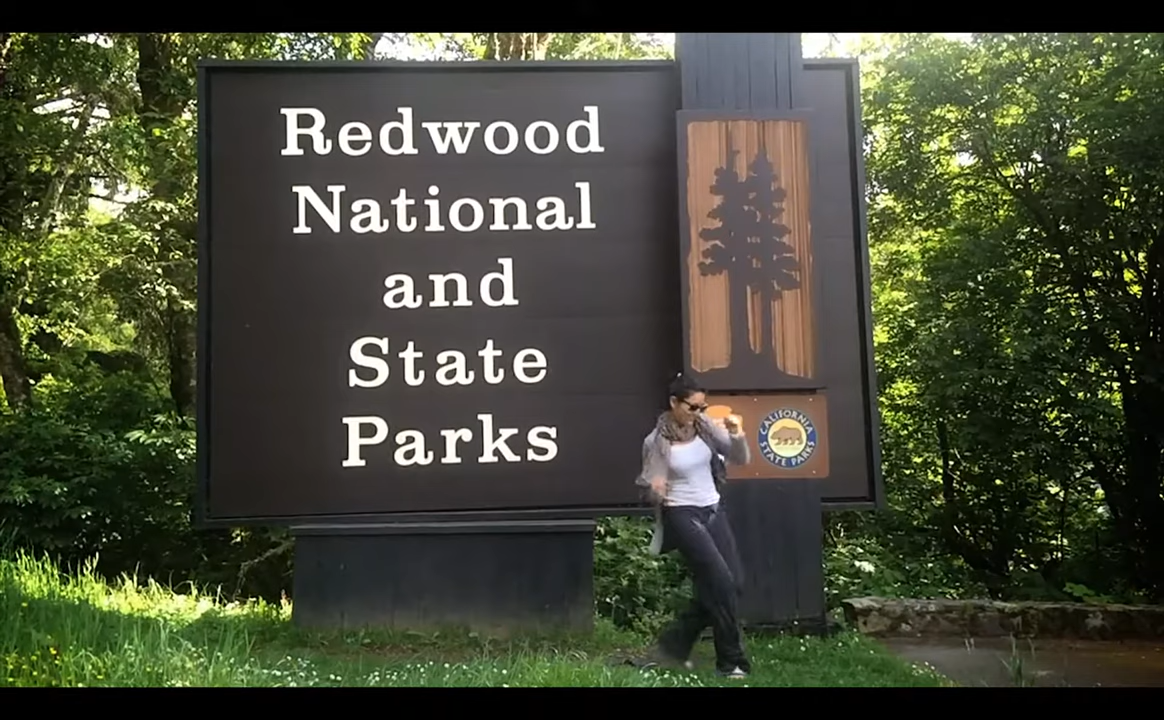 Redwood
National
and
State
Parks
CALIFORNIA
STATE PARKS